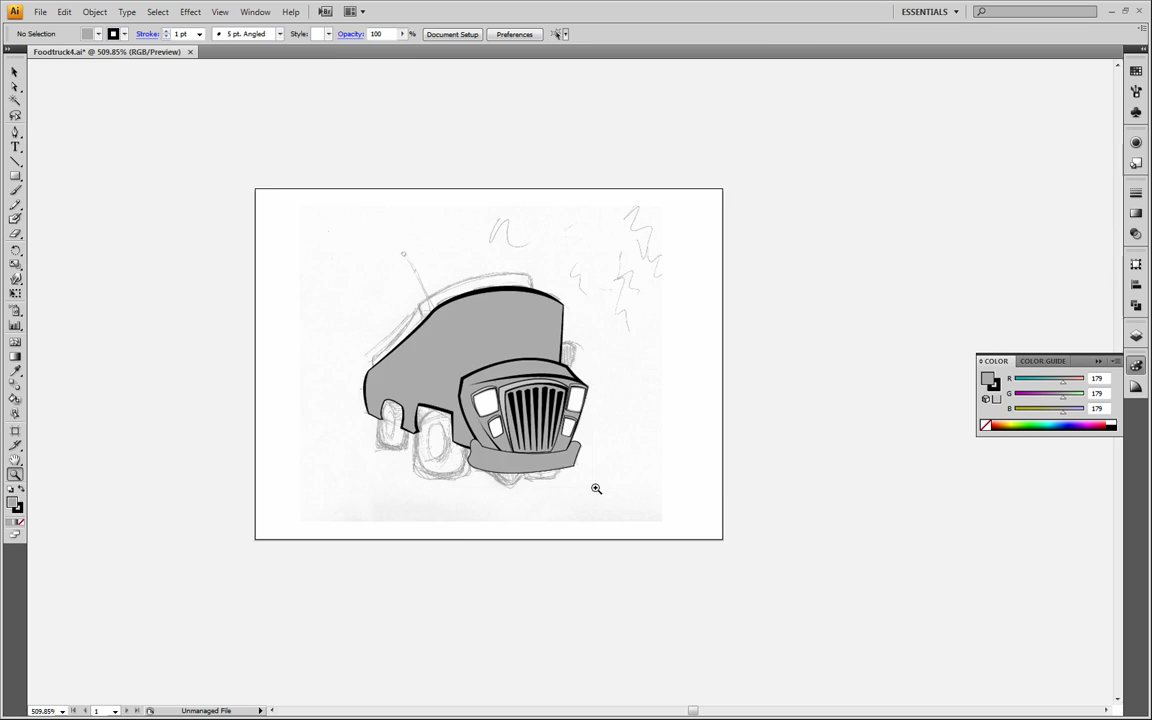 Ai File Edit Object Type Select Effect View Window Help Br ESSENTIALS
No Selection Stroke: 1 pt 5 pt. Angled Style: Opacity: 100 % Document Setup Preferences
Foodtruck4.ai* @ 509.85% (RGB/Preview)
COLOR COLOR GUIDE
R 179
G 179
B 179
509.85% 1 Unmanaged File